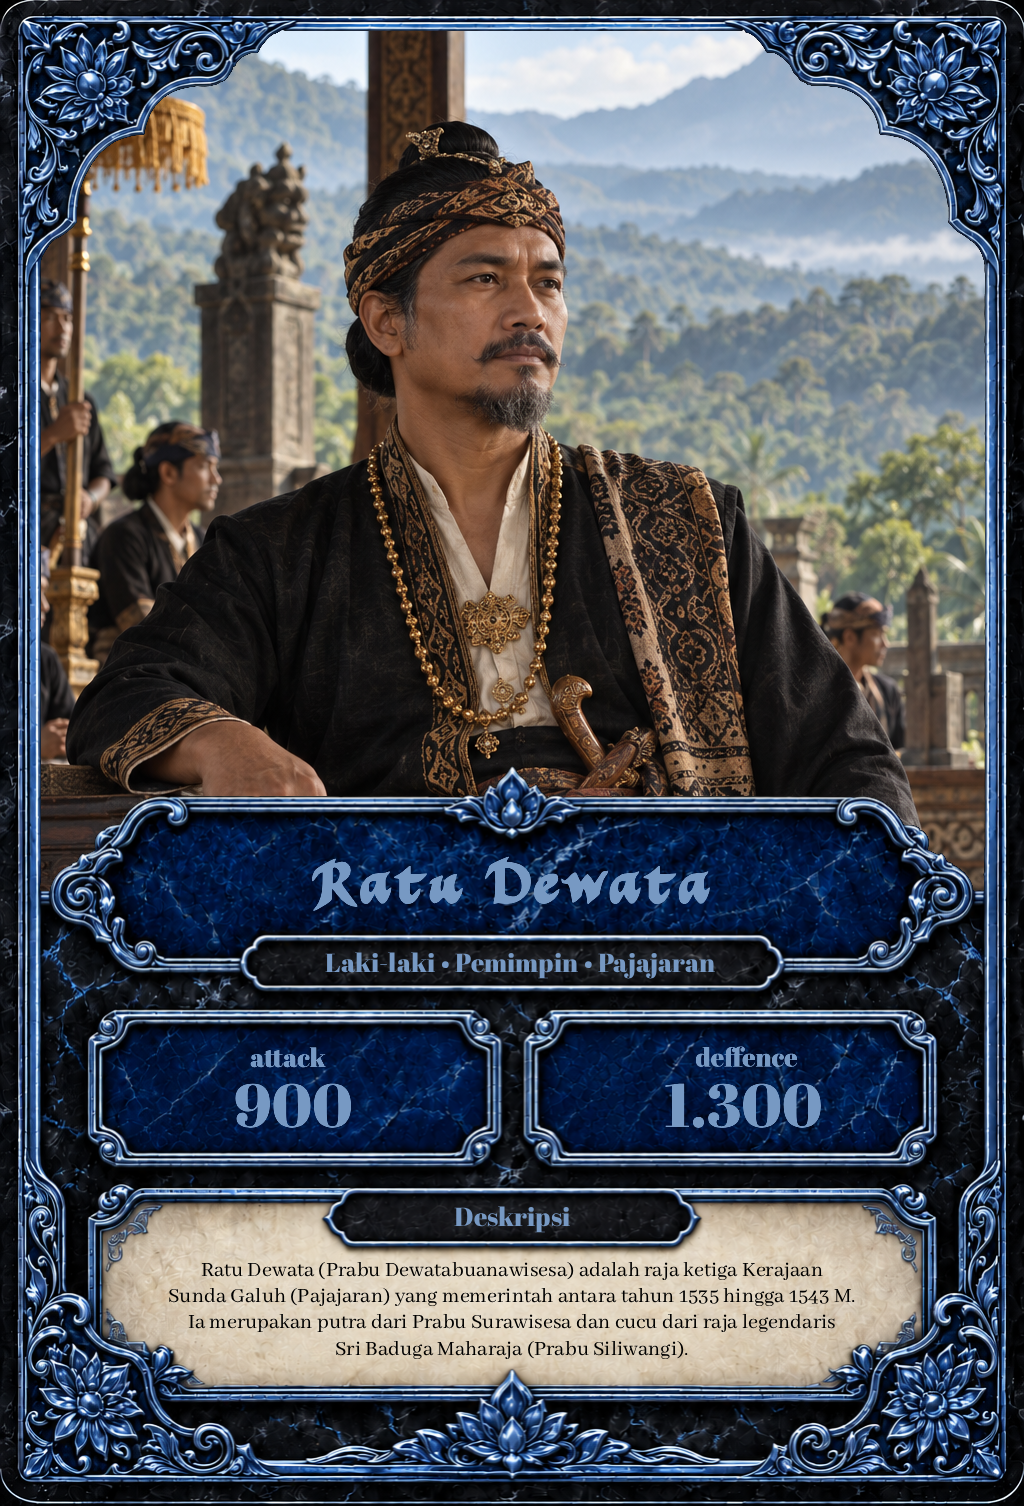 Ratu Dewata
Laki-laki • Pemimpin • Pajajaran
attack
900
deffence
1.300
Deskripsi
Ratu Dewata (Prabu Dewatabuanawisesa) adalah raja ketiga Kerajaan
Sunda Galuh (Pajajaran) yang memerintah antara tahun 1535 hingga 1543 M.
Ia merupakan putra dari Prabu Surawisesa dan cucu dari raja legendaris
Sri Baduga Maharaja (Prabu Siliwangi).